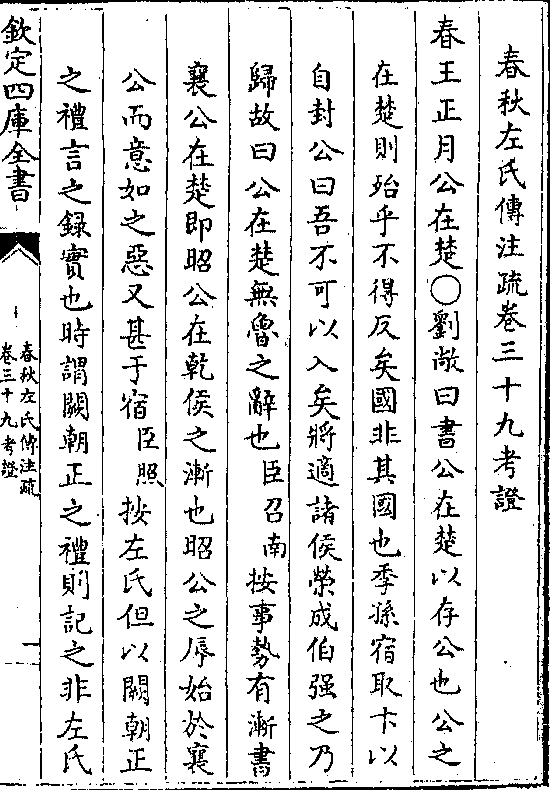 春秋左氏傳注疏卷三十九考證
春王正月公在楚○劉敞曰書公在楚以存公也公之
在楚則殆乎不得反矣國非其國也季孫宿取卞以
自封公曰吾不可以入矣將適諸侯榮成伯强之乃
歸故曰公在楚無魯之辭也臣召南按事勢有漸書
襄公在楚即昭公在乾侯之漸也昭公之辱始於襄
公而意如之惡又甚于宿臣照按左氏但以闕朝正
之禮言之録實也時謂闕朝正之禮則記之非左氏
欽定四庫全書
春秋左氏傳注疏
卷三十九考證
一